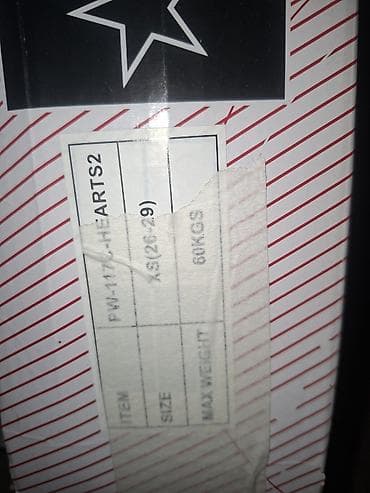 ITEM PW-117C-HEARTS2
SIZE XS(26-29)
MAX WEIGHT 60KGS